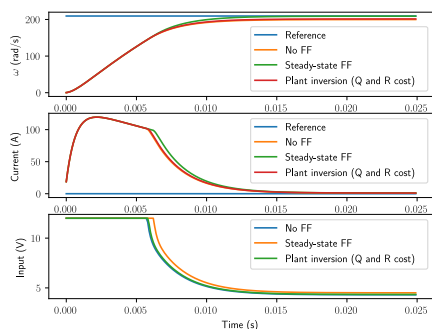 200
100
0
ω (rad/s)
Reference
No FF
Steady-state FF
Plant inversion (Q and R cost)
0.000 0.005 0.010 0.015 0.020 0.025
100
50
0
Current (A)
Reference
No FF
Steady-state FF
Plant inversion (Q and R cost)
0.000 0.005 0.010 0.015 0.020 0.025
10
5
Input (V)
No FF
Steady-state FF
Plant inversion (Q and R cost)
0.000 0.005 0.010 0.015 0.020 0.025
Time (s)